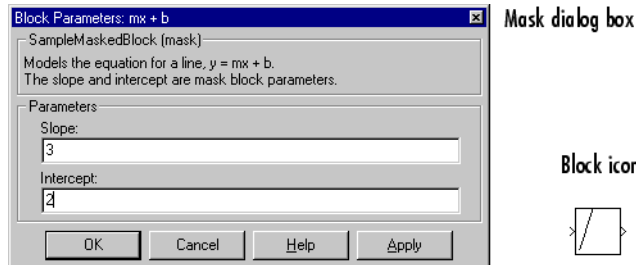 Block Parameters: mx + b
Mask dialog box
SampleMaskedBlock (mask)
Models the equation for a line, y = mx + b.
The slope and intercept are mask block parameters.
Parameters
Slope:
3
Intercept:
2
Block icon
OK Cancel Help Apply